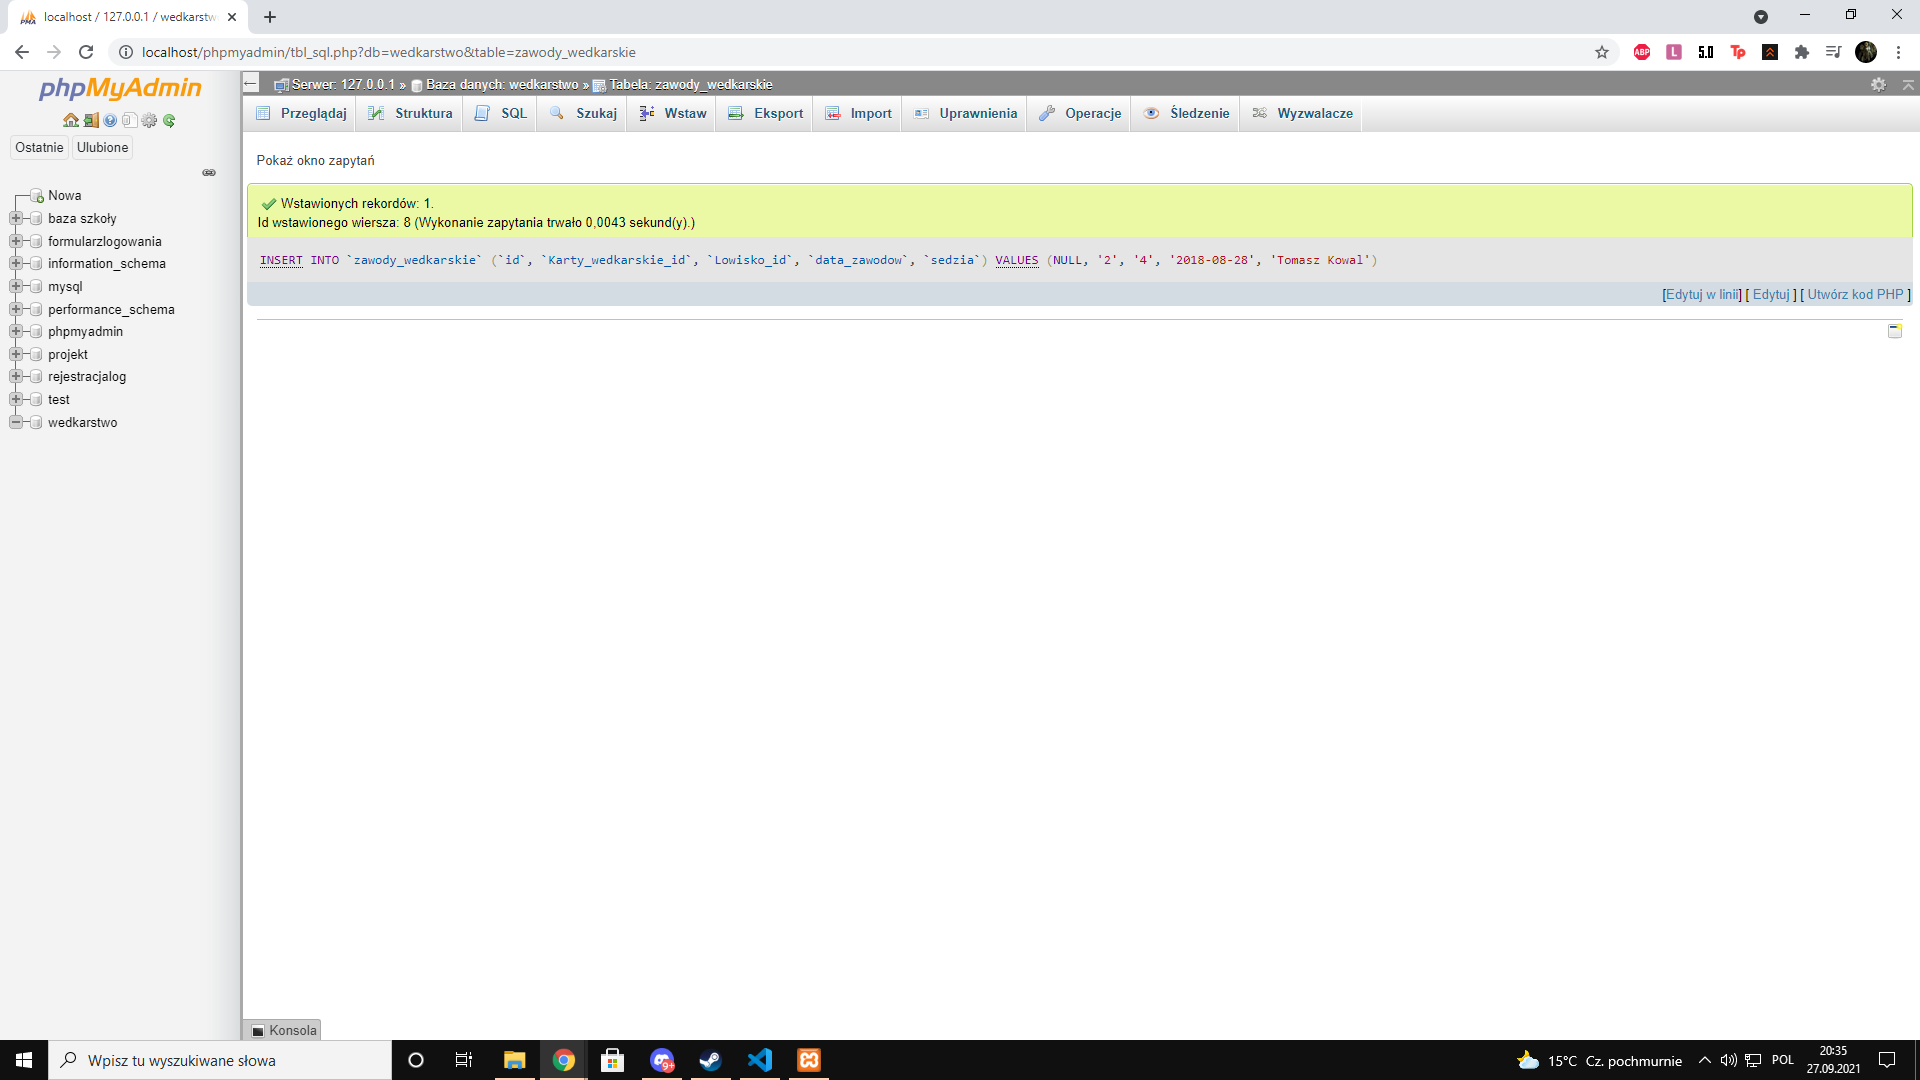 localhost / 127.0.0.1 / wedkarstw
localhost/phpmyadmin/tbl_sql.php?db=wedkarstwo&table=zawody_wedkarskie
ABP
L
5.0
Tp
phpMyAdmin
Ostatnie
Ulubione
Nowa
baza szkoły
formularzlogowania
information_schema
mysql
performance_schema
phpmyadmin
projekt
rejestracjalog
test
wedkarstwo
Serwer: 127.0.0.1 » Baza danych: wedkarstwo » Tabela: zawody_wedkarskie
Przeglądaj Struktura SQL Szukaj Wstaw Eksport Import Uprawnienia Operacje Śledzenie Wyzwalacze
Pokaż okno zapytań
Wstawionych rekordów: 1.
Id wstawionego wiersza: 8 (Wykonanie zapytania trwało 0,0043 sekund(y).)
INSERT INTO `zawody_wedkarskie` (`id`, `Karty_wedkarskie_id`, `Lowisko_id`, `data_zawodow`, `sedzia`) VALUES (NULL, '2', '4', '2018-08-28', 'Tomasz Kowal')
[Edytuj w linii] [ Edytuj ] [ Utwórz kod PHP ]
Konsola
Wpisz tu wyszukiwane słowa
9+
15°C Cz. pochmurnie
POL
20:35
27.09.2021